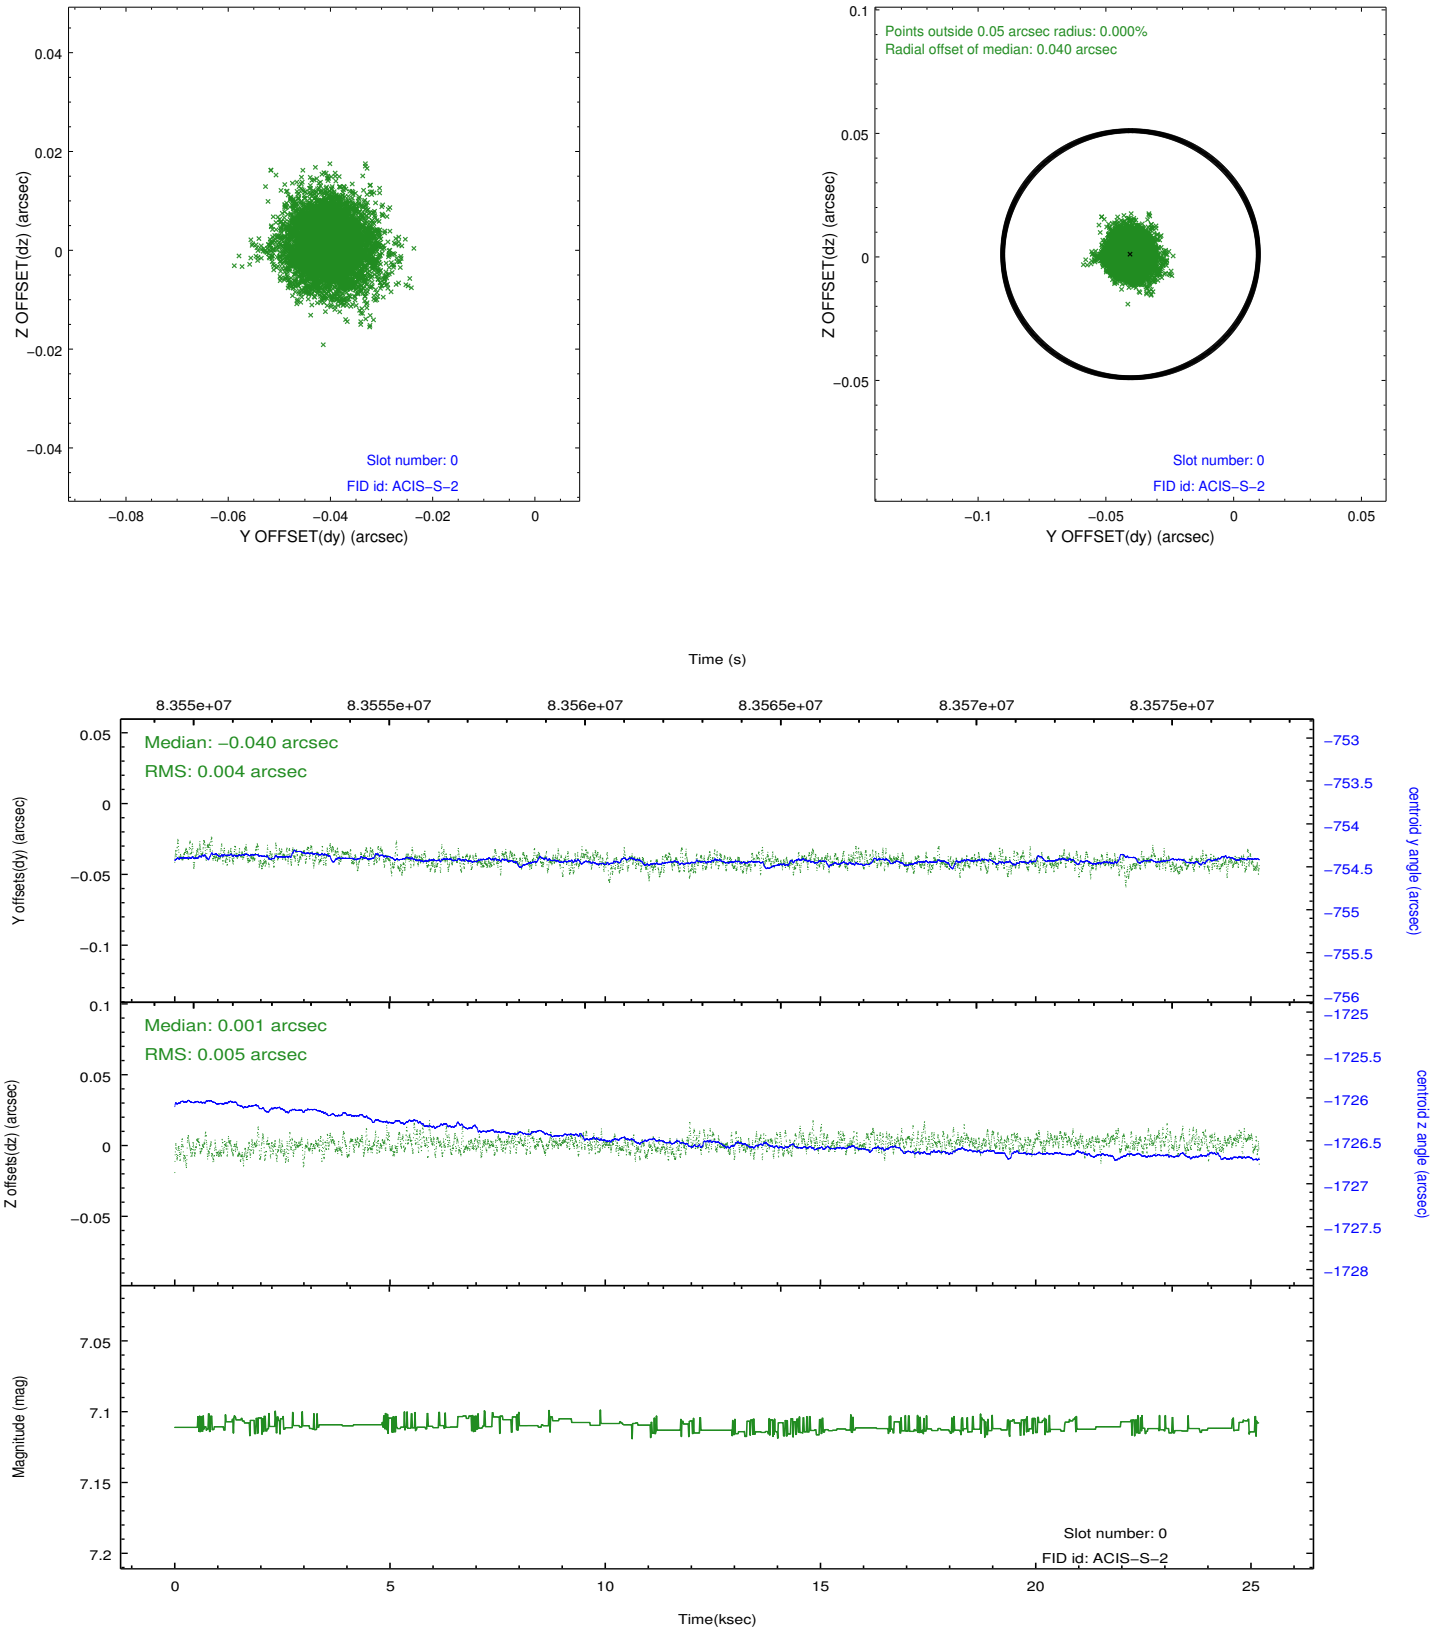 0.04
0.02
0
−0.02
−0.04
Z OFFSET(dz) (arcsec)
Slot number: 0
FID id: ACIS−S−2
−0.08
−0.06
−0.04
−0.02
0
Y OFFSET(dy) (arcsec)
0.1
0.05
0
−0.05
Z OFFSET(dz) (arcsec)
Points outside 0.05 arcsec radius: 0.000%
Radial offset of median: 0.040 arcsec
Slot number: 0
FID id: ACIS−S−2
−0.1
−0.05
0
0.05
Y OFFSET(dy) (arcsec)
Time (s)
8.355e+07
8.3555e+07
8.356e+07
8.3565e+07
8.357e+07
8.3575e+07
0.05
0
−0.05
−0.1
Y offsets(dy) (arcsec)
Median: −0.040 arcsec
RMS: 0.004 arcsec
−753
−753.5
−754
−754.5
−755
−755.5
−756
centroid y angle (arcsec)
0.1
0.05
0
−0.05
Z offsets(dz) (arcsec)
Median: 0.001 arcsec
RMS: 0.005 arcsec
−1725
−1725.5
−1726
−1726.5
−1727
−1727.5
−1728
centroid z angle (arcsec)
7.05
7.1
7.15
7.2
Magnitude (mag)
Slot number: 0
FID id: ACIS−S−2
0
5
10
15
20
25
Time(ksec)